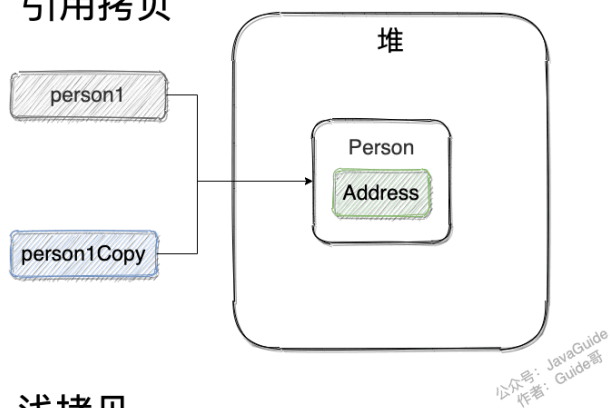 引用拷贝
堆
person1
Person
Address
person1Copy
公众号：JavaGuide
作者：Guide哥
浅拷贝